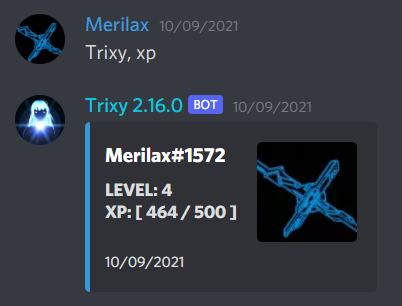 Merilax 10/09/2021
Trixy, xp
Trixy 2.16.0 BOT 10/09/2021
Merilax#1572
LEVEL: 4
XP: [ 464 / 500 ]
10/09/2021